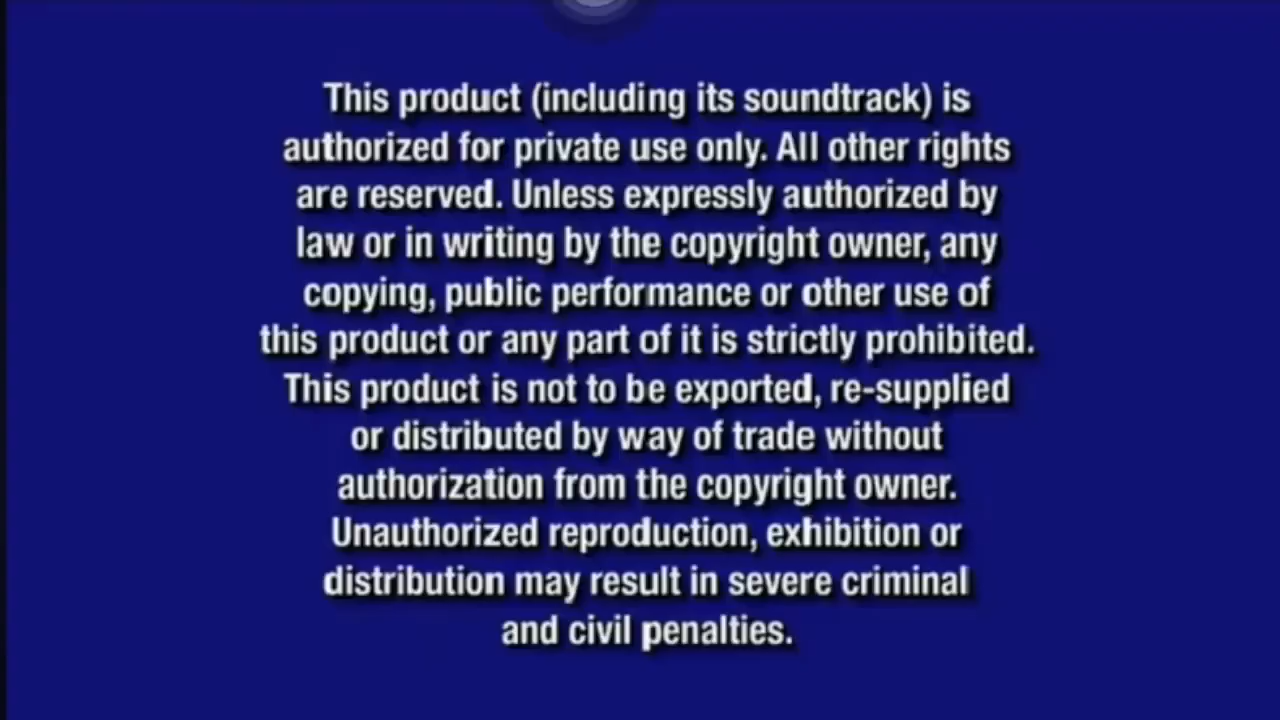 This product (including its soundtrack) is
authorized for private use only. All other rights
are reserved. Unless expressly authorized by
law or in writing by the copyright owner, any
copying, public performance or other use of
this product or any part of it is strictly prohibited.
This product is not to be exported, re-supplied
or distributed by way of trade without
authorization from the copyright owner.
Unauthorized reproduction, exhibition or
distribution may result in severe criminal
and civil penalties.